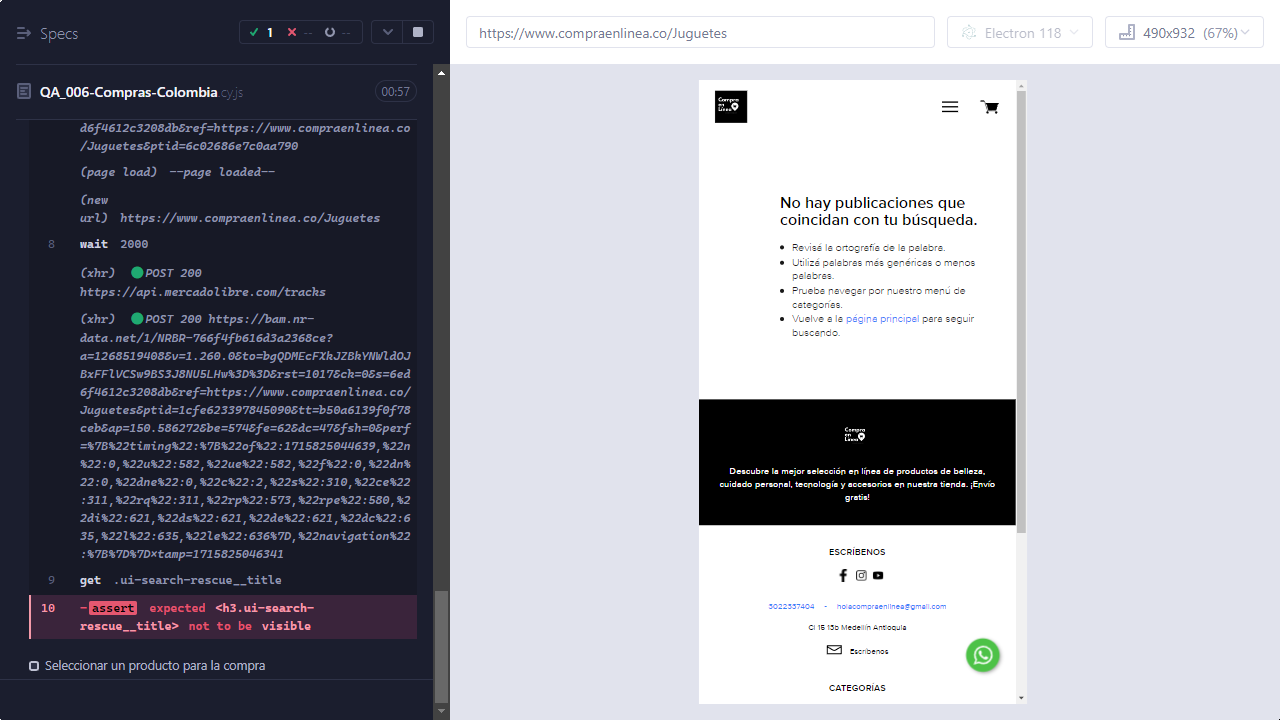 Specs
1
--
--
QA_006-Compras-Colombia.cy.js
00:57
d6f4612c3208db&ref=https://www.compraenlinea.co
/Juguetes&ptid=6c02686e7c0aa790
(page load) --page loaded--
(new
url) https://www.compraenlinea.co/Juguetes
8 wait 2000
(xhr) POST 200
https://api.mercadolibre.com/tracks
(xhr) POST 200 https://bam.nr-
data.net/1/NRBR-766f4fb616d3a2368ce?
a=1268519408&v=1.260.0&to=bgQDMEcFXkJZBkYNWldOJ
BxFFlVCSw9BS3J8NU5LHw%3D%3D&rst=1017&ck=0&s=6ed
6f4612c3208db&ref=https://www.compraenlinea.co/
Juguetes&ptid=1cfe623397845090&tt=b50a6139f0f78
ceb&ap=150.586272&be=574&fe=62&dc=47&fsh=0&perf
=%7B%22timing%22:%7B%22of%22:1715825044639,%22n
%22:0,%22u%22:582,%22ue%22:582,%22f%22:0,%22dn%
22:0,%22dne%22:0,%22c%22:2,%22s%22:310,%22ce%22
:311,%22rq%22:311,%22rp%22:573,%22rpe%22:580,%2
2di%22:621,%22ds%22:621,%22de%22:621,%22dc%22:6
35,%22l%22:635,%22le%22:636%7D,%22navigation%22
:%7B%7D%7D×tamp=1715825046341
9 get .ui-search-rescue__title
10 -assert expected <h3.ui-search-
rescue__title> not to be visible
Seleccionar un producto para la compra
https://www.compraenlinea.co/Juguetes
Electron 118
490x932 (67%)
Compra
en
Línea
No hay publicaciones que
coincidan con tu búsqueda.
Revisá la ortografía de la palabra.
Utilizá palabras más genéricas o menos
palabras.
Prueba navegar por nuestro menú de
categorías.
Vuelve a la página principal para seguir
buscando.
Compra
en
Línea
Descubre la mejor selección en línea de productos de belleza,
cuidado personal, tecnología y accesorios en nuestra tienda. ¡Envío
gratis!
ESCRÍBENOS
3022337404 - holacompraenlinea@gmail.com
Cl 15 13b Medellín Antioquia
Escríbenos
CATEGORÍAS